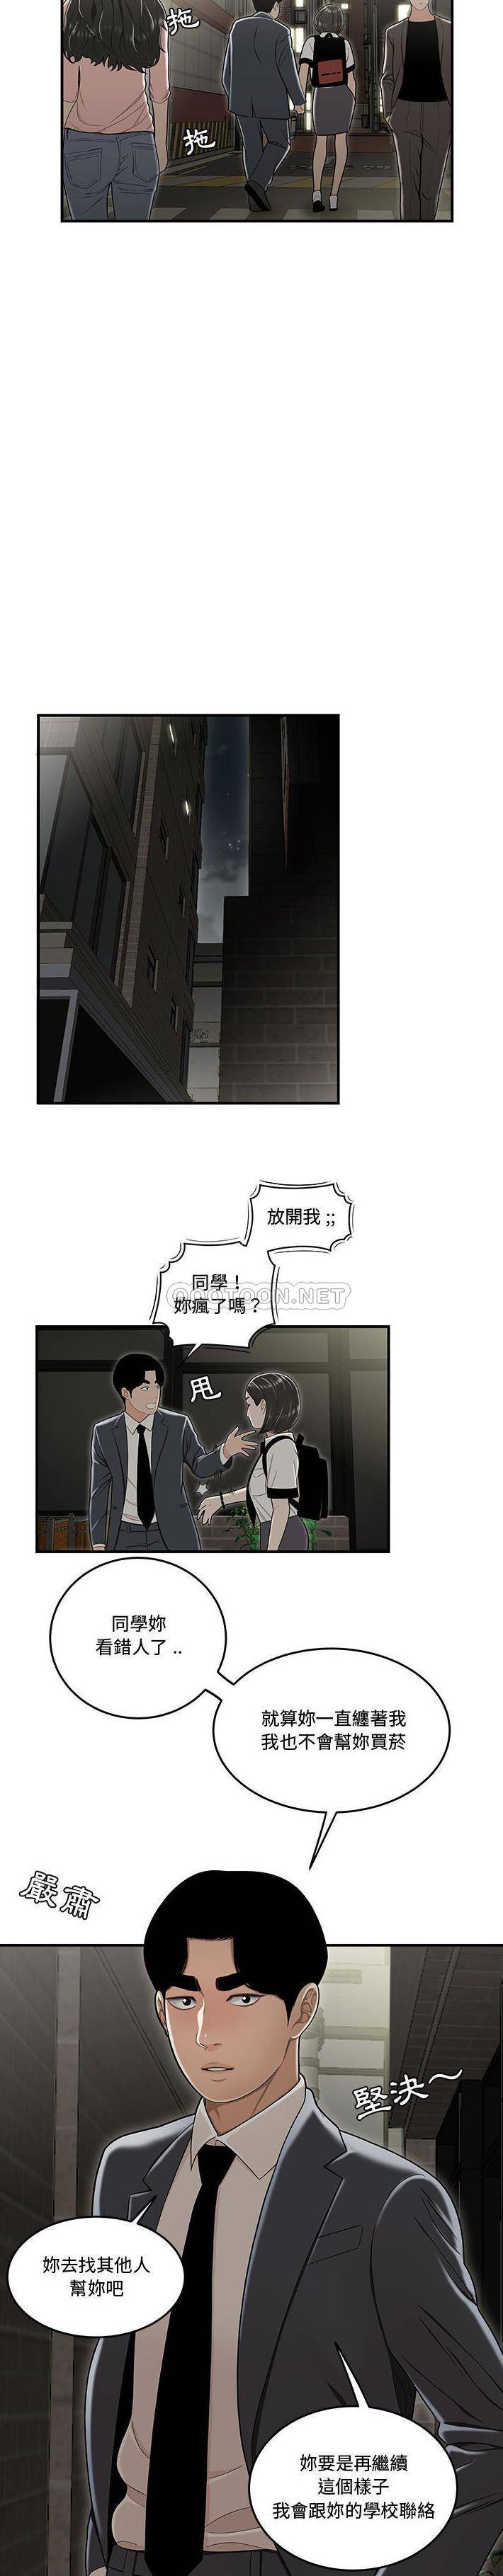 拖
拖
放開我;;
同學！
妳瘋了嗎？
TOON.NET
甩
同學妳
看錯人了 ..
就算妳一直纏著我
我也不會幫妳買菸
嚴肅
堅決～
妳去找其他人
幫妳吧
妳要是再繼續
這個樣子
我會跟妳的學校聯絡